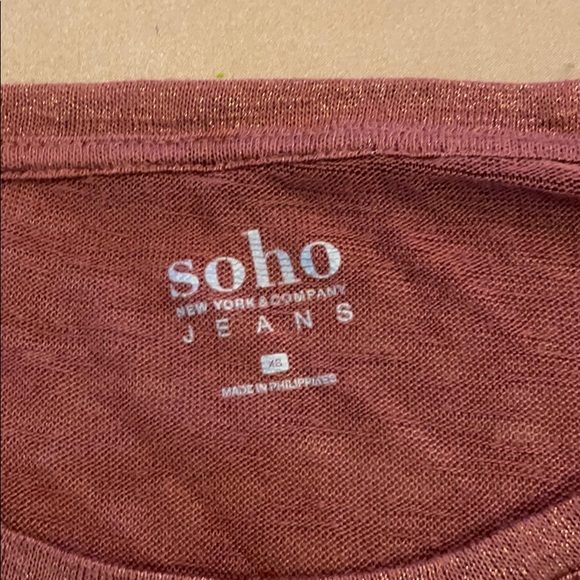 soho
NEW YORK & COMPANY
JEANS
XS
MADE IN PHILIPPINES